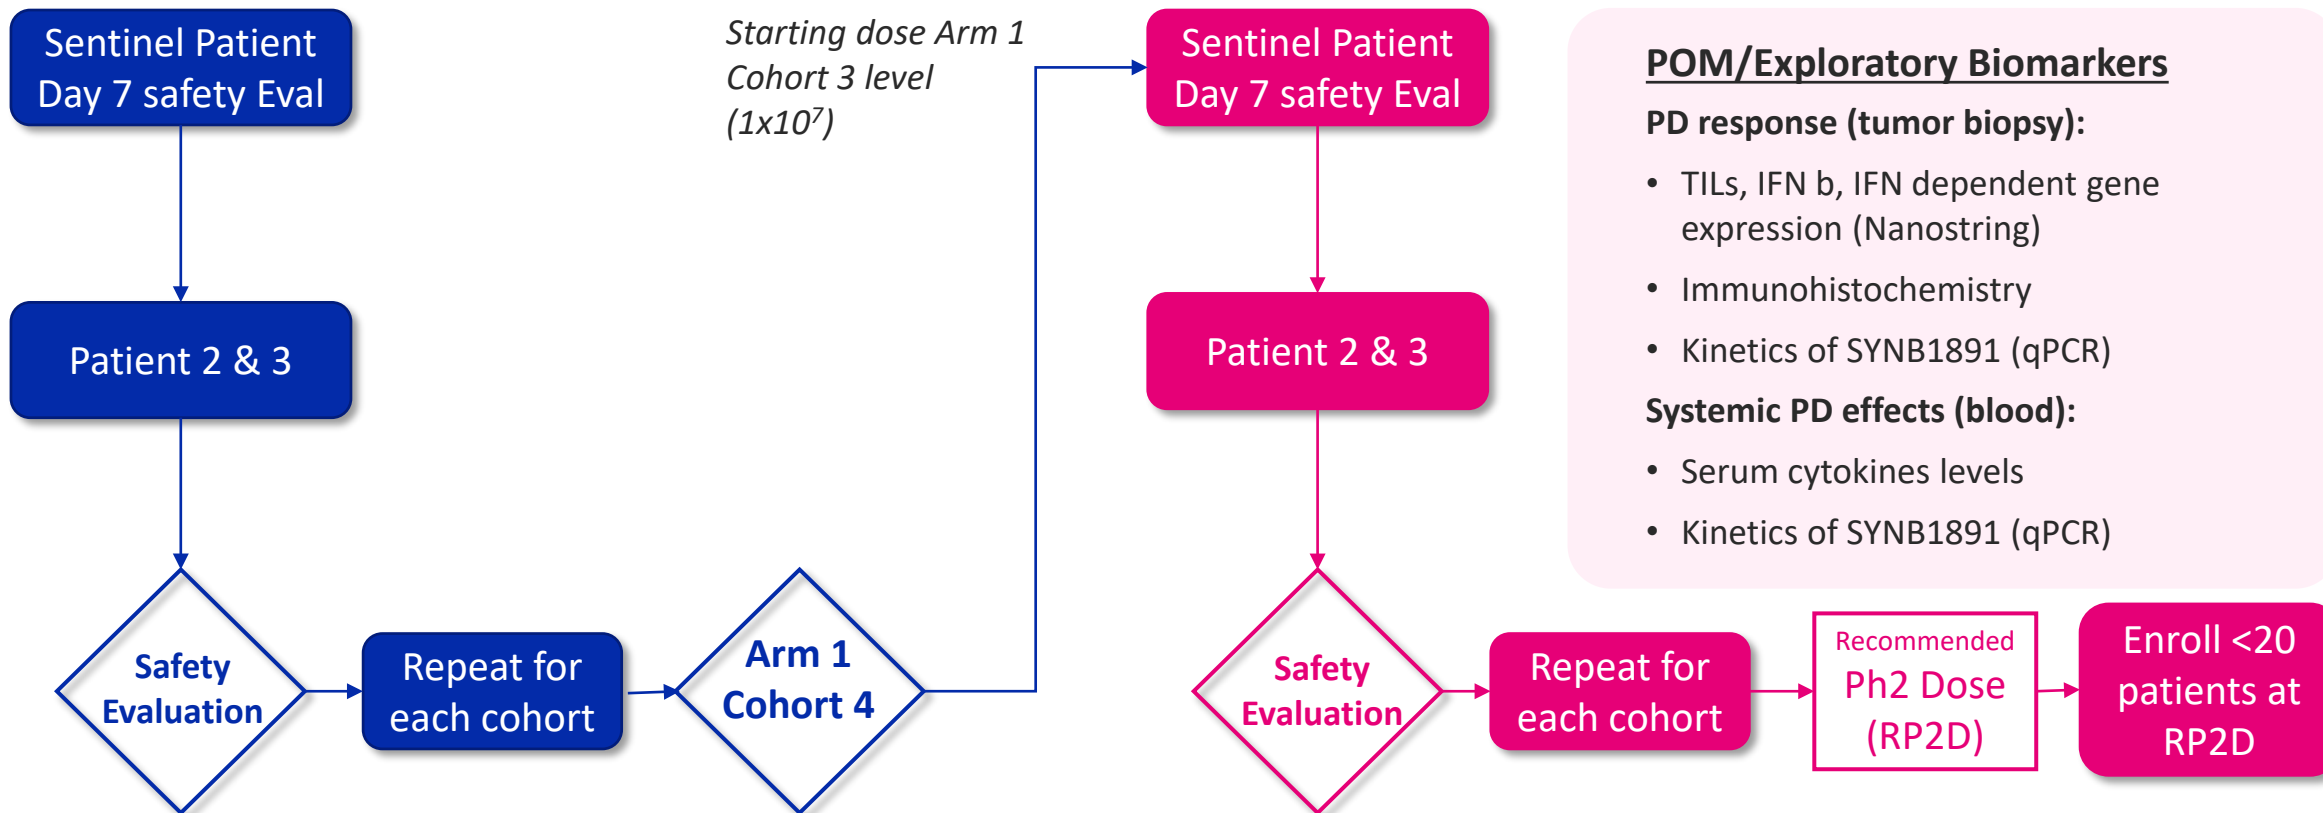 Sentinel Patient
Day 7 safety Eval
Patient 2 & 3
Safety
Evaluation
Repeat for
each cohort
Arm 1
Cohort 4
Starting dose Arm 1
Cohort 3 level
(1x10⁷)
Sentinel Patient
Day 7 safety Eval
Patient 2 & 3
Safety
Evaluation
Repeat for
each cohort
Recommended
Ph2 Dose
(RP2D)
Enroll <20
patients at
RP2D
POM/Exploratory Biomarkers
PD response (tumor biopsy):
• TILs, IFN b, IFN dependent gene
expression (Nanostring)
• Immunohistochemistry
• Kinetics of SYNB1891 (qPCR)
Systemic PD effects (blood):
• Serum cytokines levels
• Kinetics of SYNB1891 (qPCR)